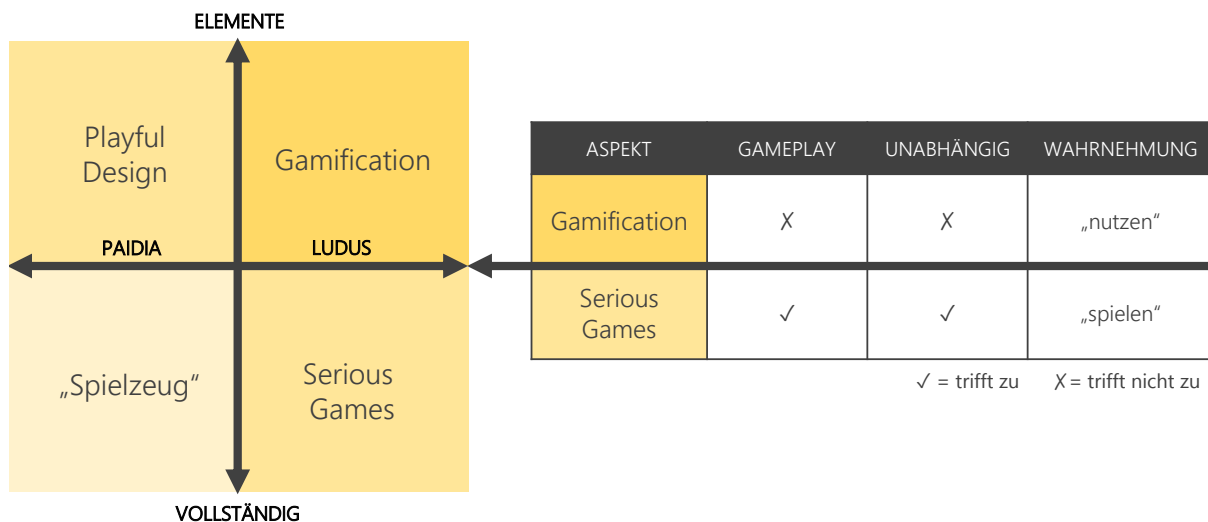 ELEMENTE
Playful
Design
Gamification
PAIDIA
LUDUS
„Spielzeug“
Serious
Games
VOLLSTÄNDIG
ASPEKT GAMEPLAY UNABHÄNGIG WAHRNEHMUNG
Gamification ✗ ✗ „nutzen“
Serious
Games ✓ ✓ „spielen“
✓ = trifft zu ✗ = trifft nicht zu